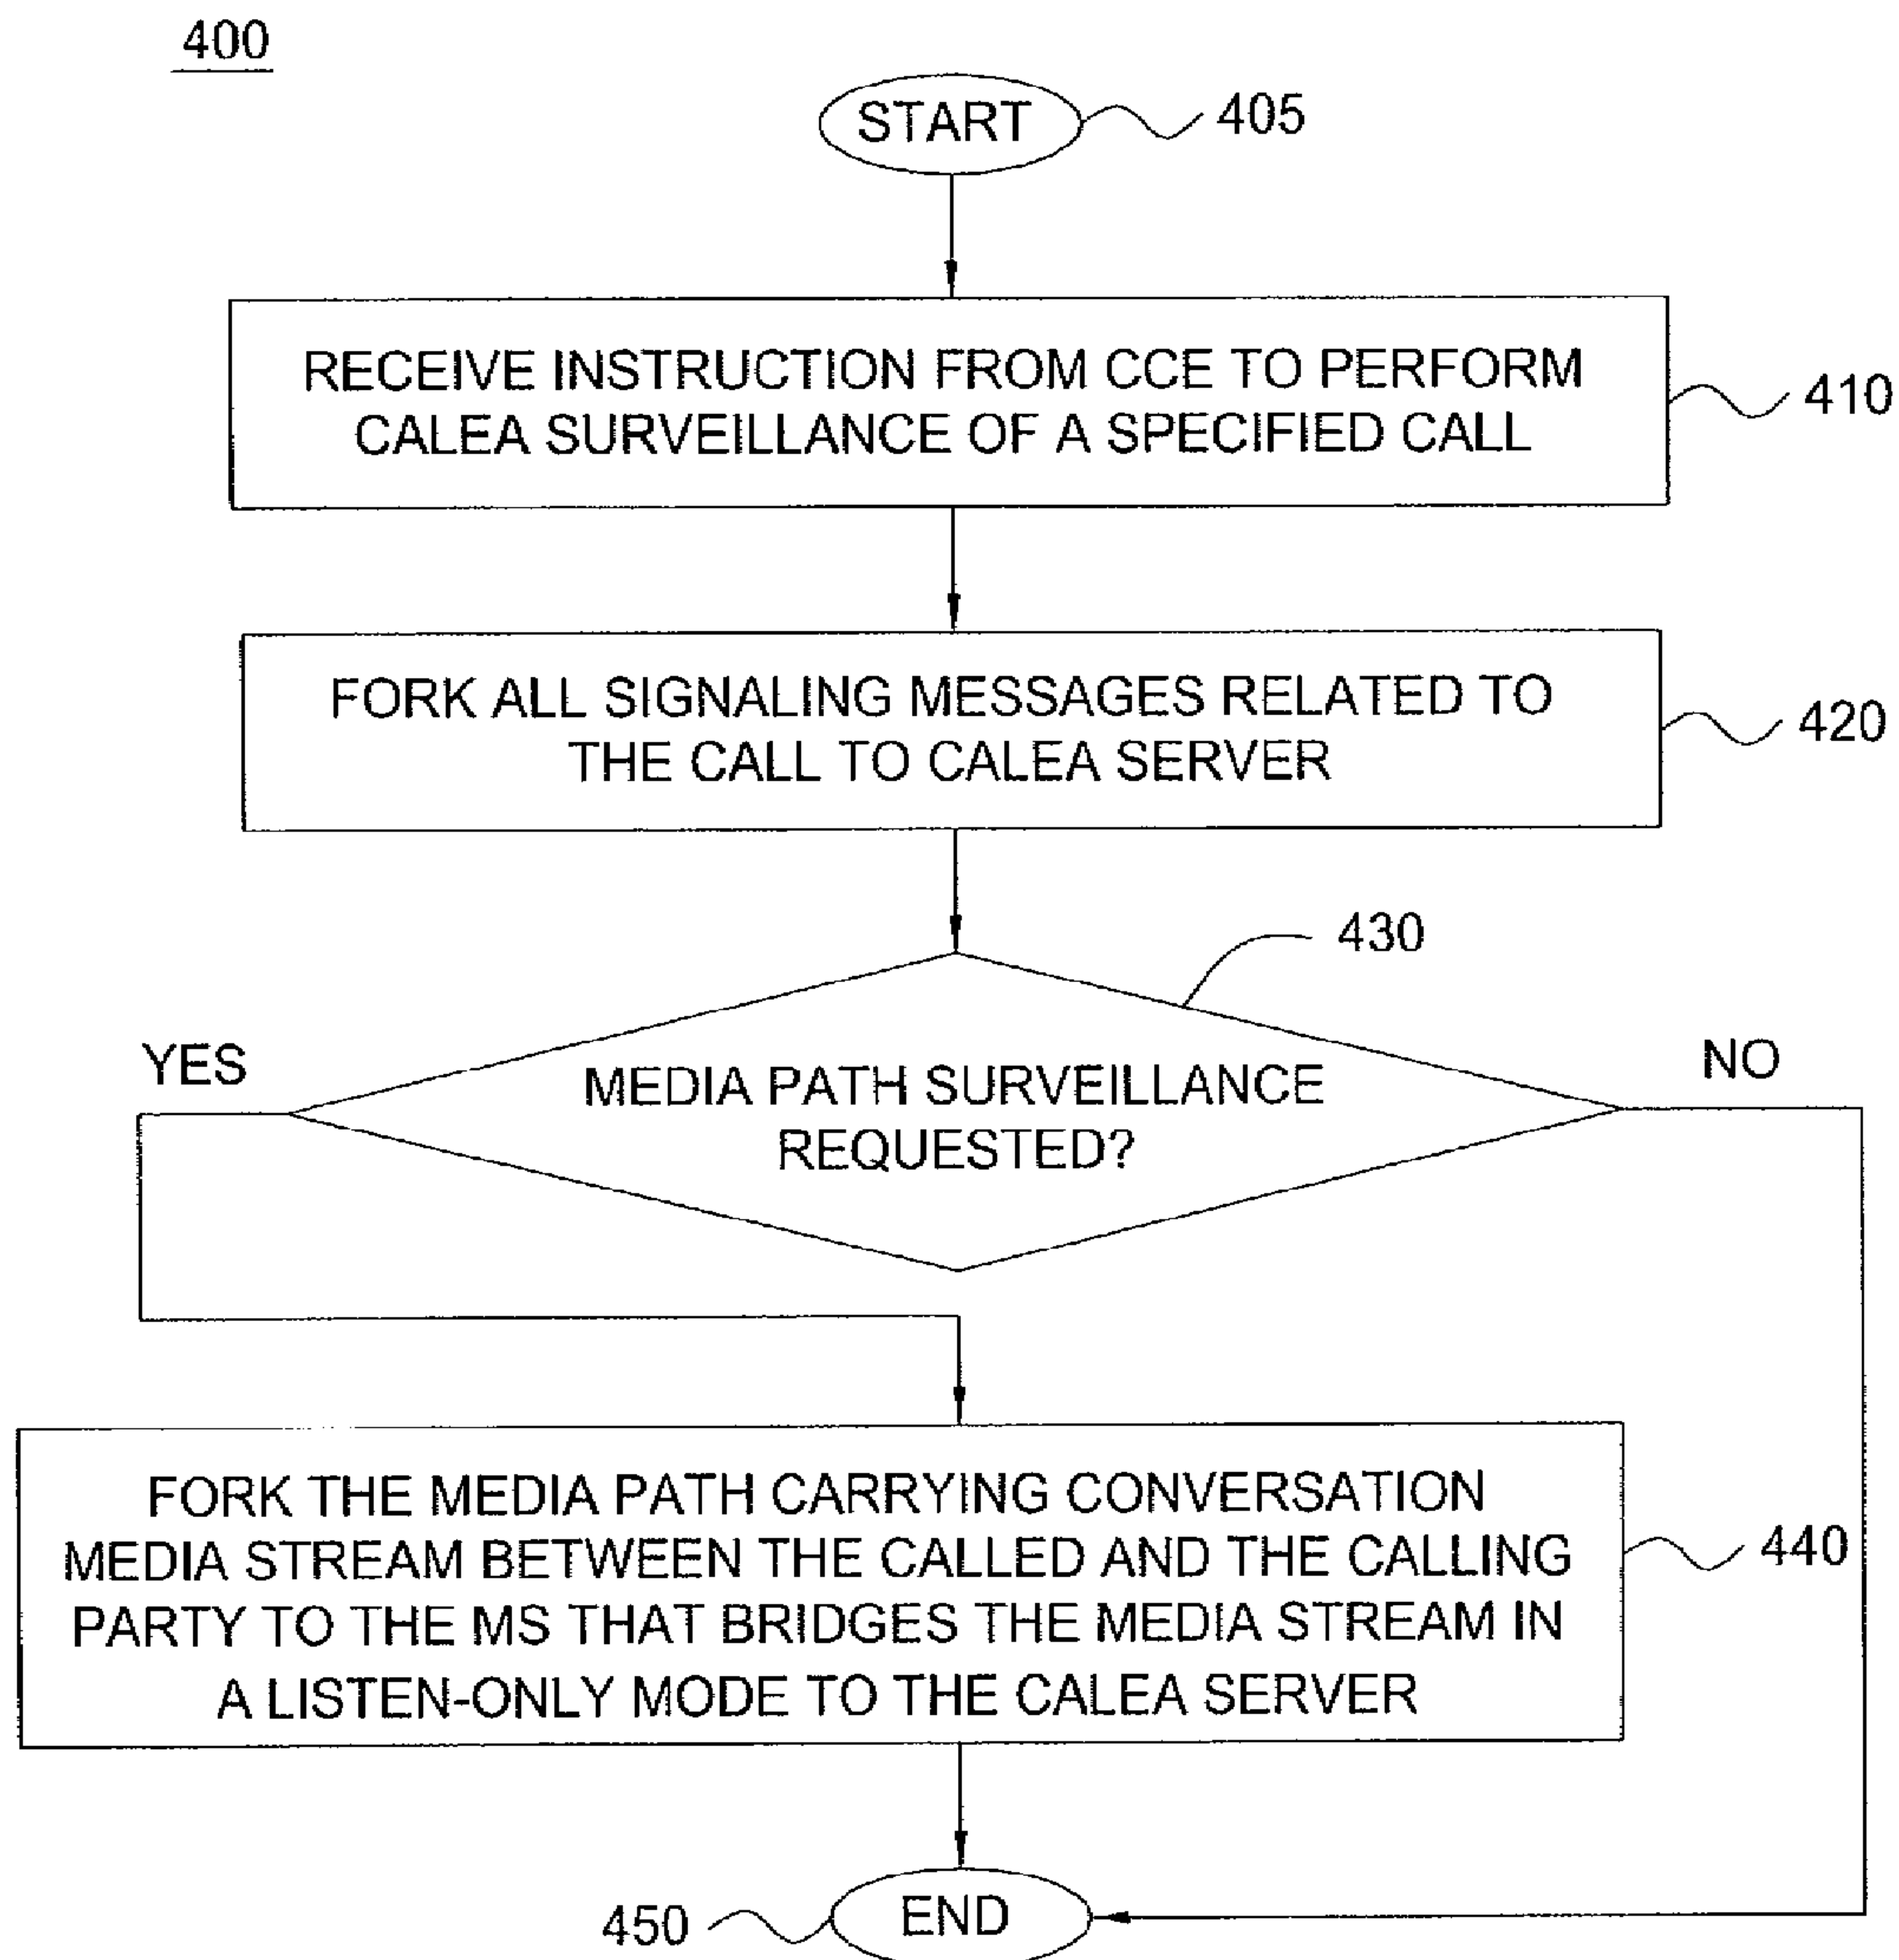 400
START
405
RECEIVE INSTRUCTION FROM CCE TO PERFORM
CALEA SURVEILLANCE OF A SPECIFIED CALL
410
FORK ALL SIGNALING MESSAGES RELATED TO
THE CALL TO CALEA SERVER
420
430
YES
NO
MEDIA PATH SURVEILLANCE
REQUESTED?
FORK THE MEDIA PATH CARRYING CONVERSATION
MEDIA STREAM BETWEEN THE CALLED AND THE CALLING
PARTY TO THE MS THAT BRIDGES THE MEDIA STREAM IN
A LISTEN-ONLY MODE TO THE CALEA SERVER
440
END
450